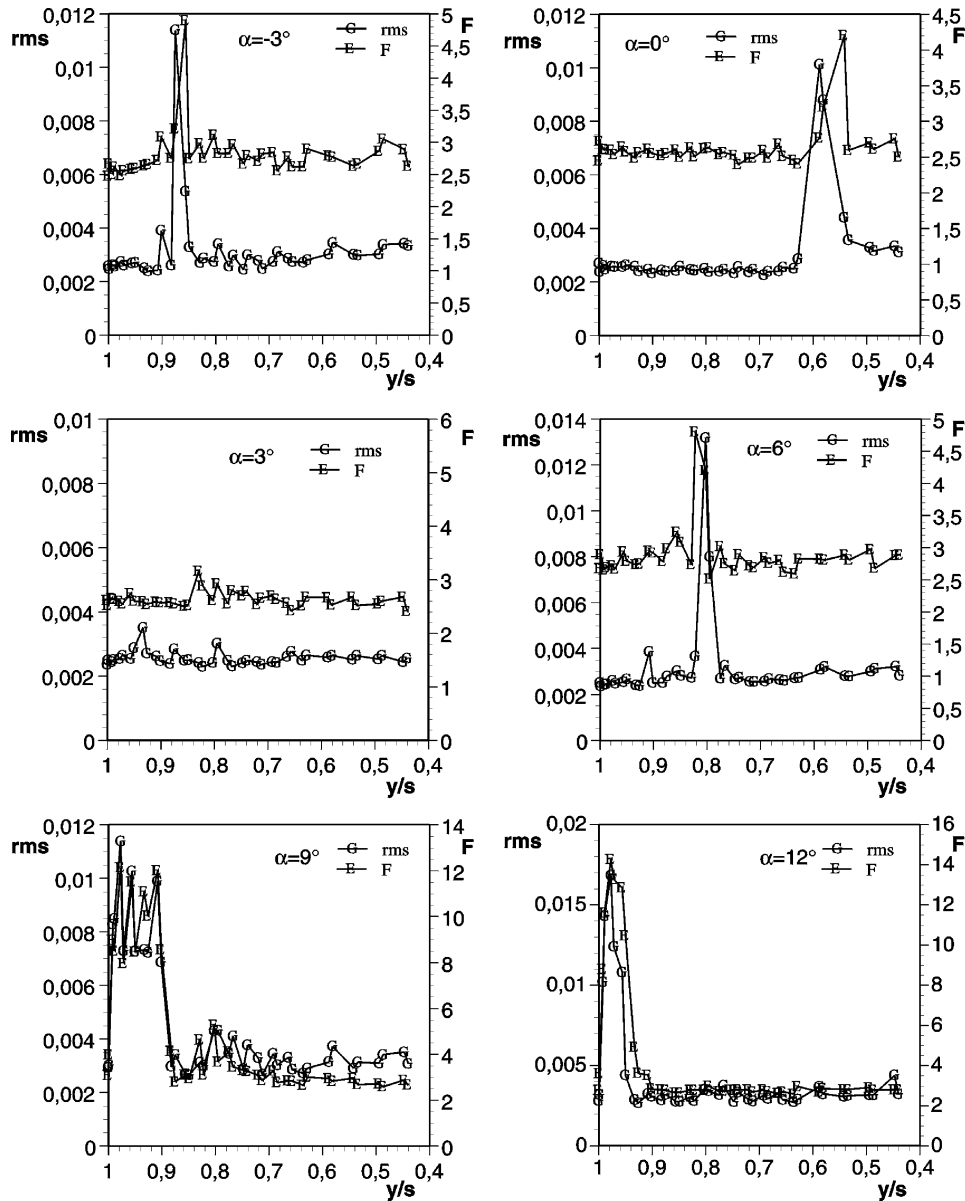 0,012
rms
α=-3°
G rms
E F
5
F
0,01
4,5
4
0,008
3,5
3
0,006
2,5
0,004
2
1,5
0,002
1
0,5
0
0
1 0,9 0,8 0,7 0,6 0,5 0,4
y/s
0,012
rms
α=0°
G rms
E F
4,5
F
4
0,01
3,5
0,008
3
2,5
0,006
2
0,004
1,5
1
0,002
0,5
0
0
1 0,9 0,8 0,7 0,6 0,5 0,4
y/s
0,01
rms
α=3°
G rms
E F
6
F
5
0,008
4
0,006
3
0,004
2
0,002
1
0
0
1 0,9 0,8 0,7 0,6 0,5 0,4
y/s
0,014
rms
α=6°
G rms
E F
5
F
4,5
0,012
4
0,01
3,5
3
0,008
2,5
0,006
2
0,004
1,5
1
0,002
0,5
0
0
1 0,9 0,8 0,7 0,6 0,5 0,4
y/s
0,012
rms
α=9°
G rms
E F
14
F
12
0,01
10
0,008
8
0,006
6
0,004
4
0,002
2
0
0
1 0,9 0,8 0,7 0,6 0,5 0,4
y/s
0,02
rms
α=12°
G rms
E F
16
F
14
0,015
12
10
0,01
8
6
0,005
4
2
0
0
1 0,9 0,8 0,7 0,6 0,5 0,4
y/s